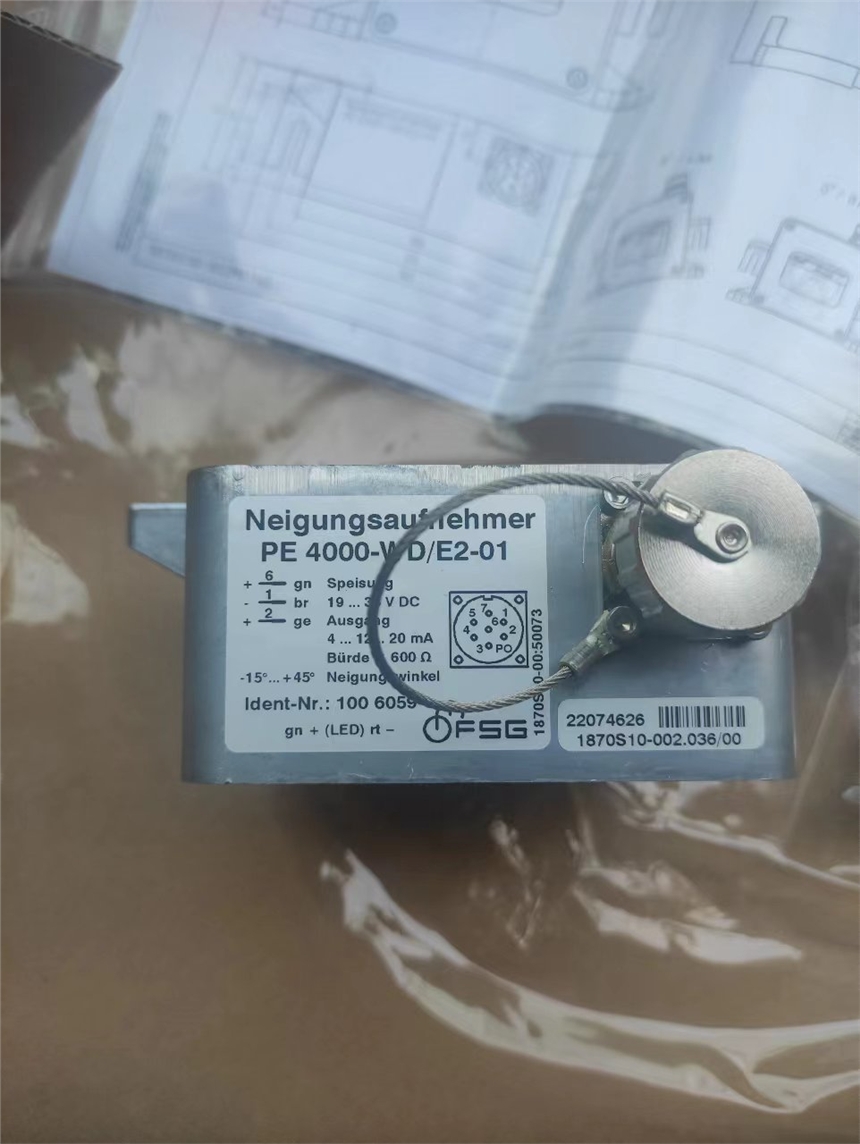 Neigungsaufnehmer
PE 4000-WD/E2-01
+ 6 gn Speisung
- 1 br 19 ... 36 V DC
+ 2 ge Ausgang
4 ... 12 ... 20 mA
Bürde 600 Ω
-15°...+45° Neigungswinkel
Ident-Nr.: 100 6059
gn + (LED) rt –
FSG
7
5 1
6
4 2
3 PO
1870S10-00:50073
22074626
1870S10-002.036/00